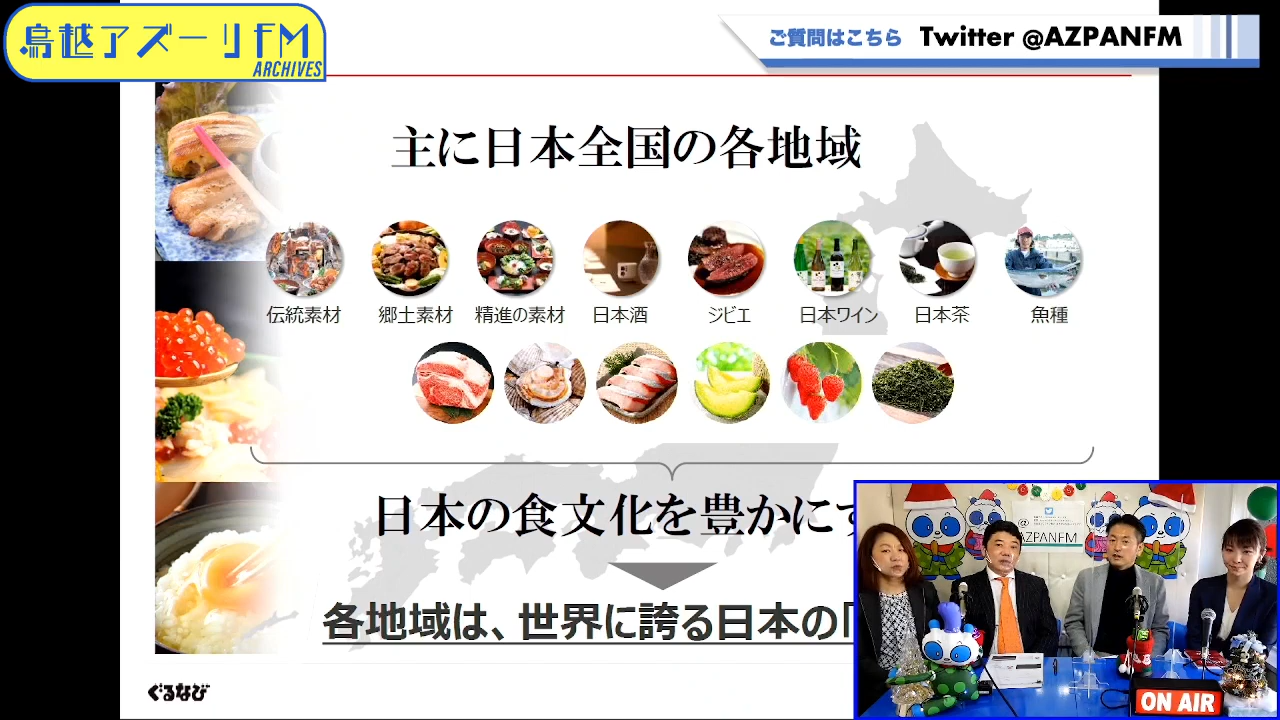 鳥越アズーリFM
ARCHIVES
ご質問はこちら Twitter @AZPANFM
主に日本全国の各地域
伝統素材 郷土素材 精進の素材 日本酒 ジビエ 日本ワイン 日本茶 魚種
日本の食文化を豊かにす
各地域は、世界に誇る日本の「
ぐるなび
@
AZPANFM
ON AIR